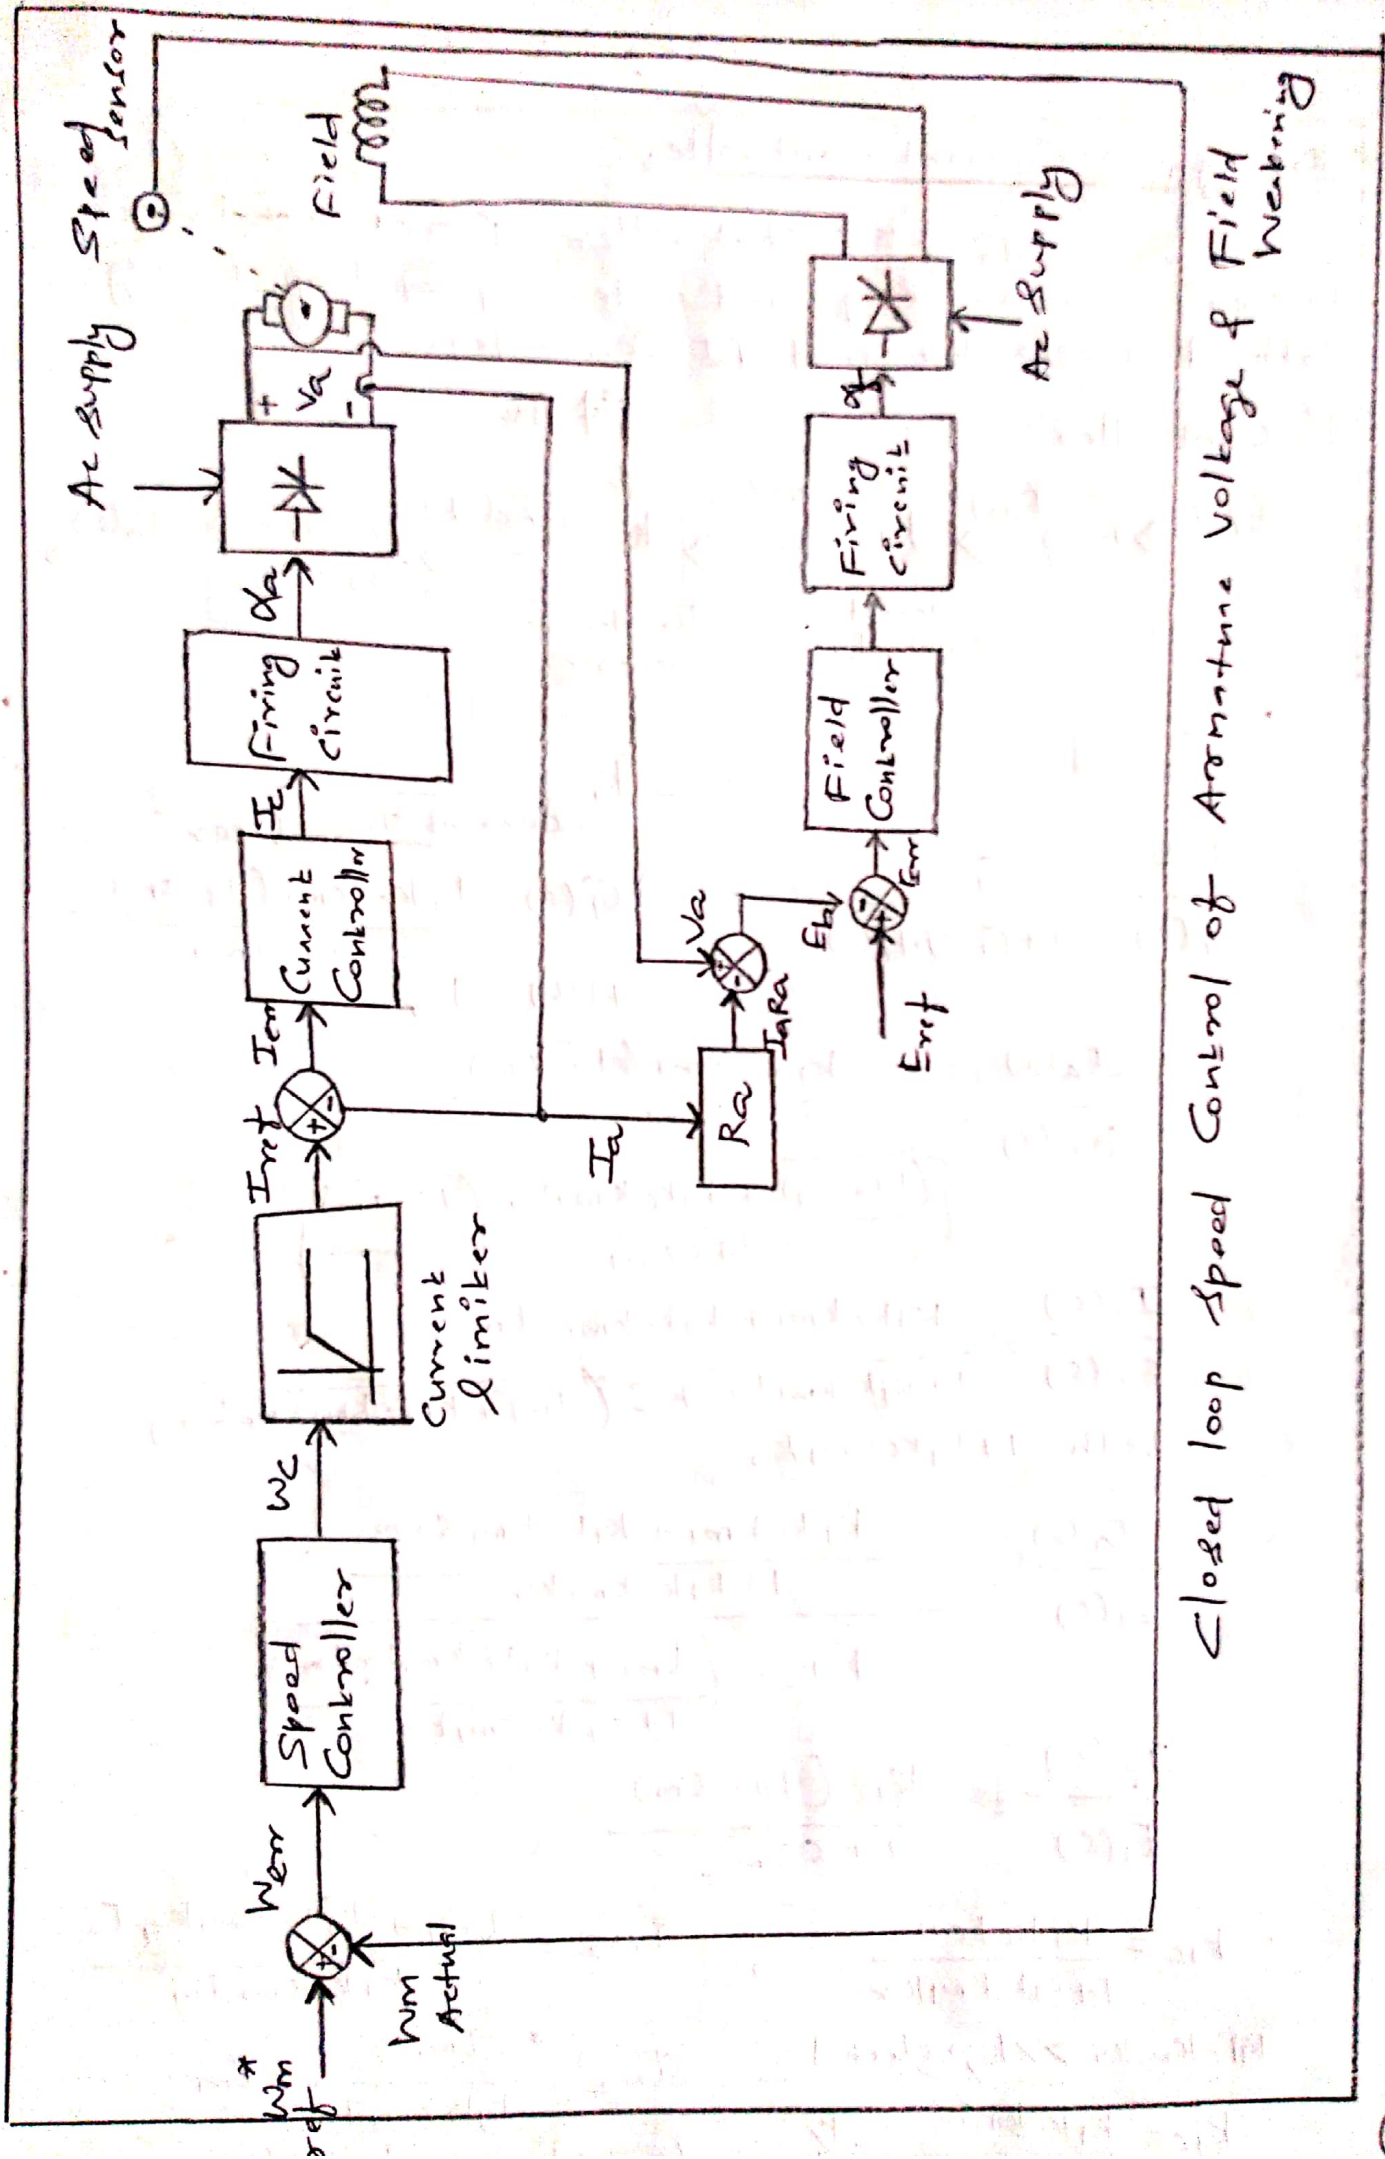 Ac supply
Speed
Sensor
Field
+
Va
-
Wm*
ref
+
-
Werr
Speed
Controller
Wc
Current
limiter
Iref
+
-
Ierr
Current
Controller
Ic
Firing
Circuit
αa
Wm
Actual
Ia
Ra
IaRa
Va
+
-
Eb
Eref
-
+
Err
Field
Controller
Firing
Circuit
Ac supply
Closed loop Speed Control of Armature voltage & Field
Weakning